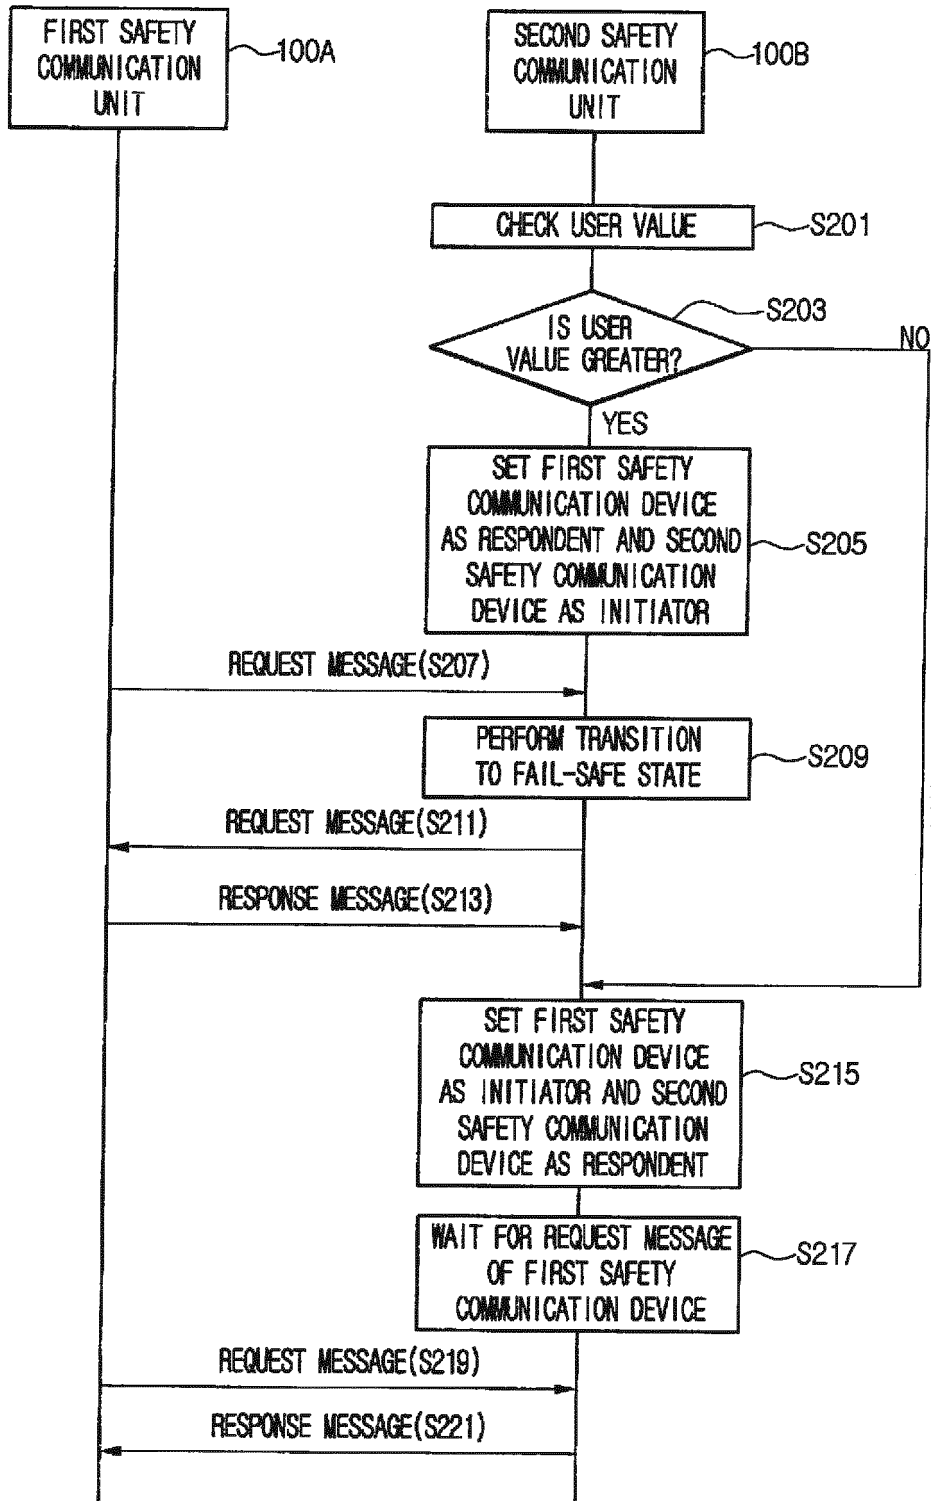 FIRST SAFETY
COMMUNICATION
UNIT
100A
SECOND SAFETY
COMMUNICATION
UNIT
100B
CHECK USER VALUE
S201
IS USER
VALUE GREATER?
S203
NO
YES
SET FIRST SAFETY
COMMUNICATION DEVICE
AS RESPONDENT AND SECOND
SAFETY COMMUNICATION
DEVICE AS INITIATOR
S205
REQUEST MESSAGE(S207)
PERFORM TRANSITION
TO FAIL-SAFE STATE
S209
REQUEST MESSAGE(S211)
RESPONSE MESSAGE(S213)
SET FIRST SAFETY
COMMUNICATION DEVICE
AS INITIATOR AND SECOND
SAFETY COMMUNICATION
DEVICE AS RESPONDENT
S215
WAIT FOR REQUEST MESSAGE
OF FIRST SAFETY
COMMUNICATION DEVICE
S217
REQUEST MESSAGE(S219)
RESPONSE MESSAGE(S221)